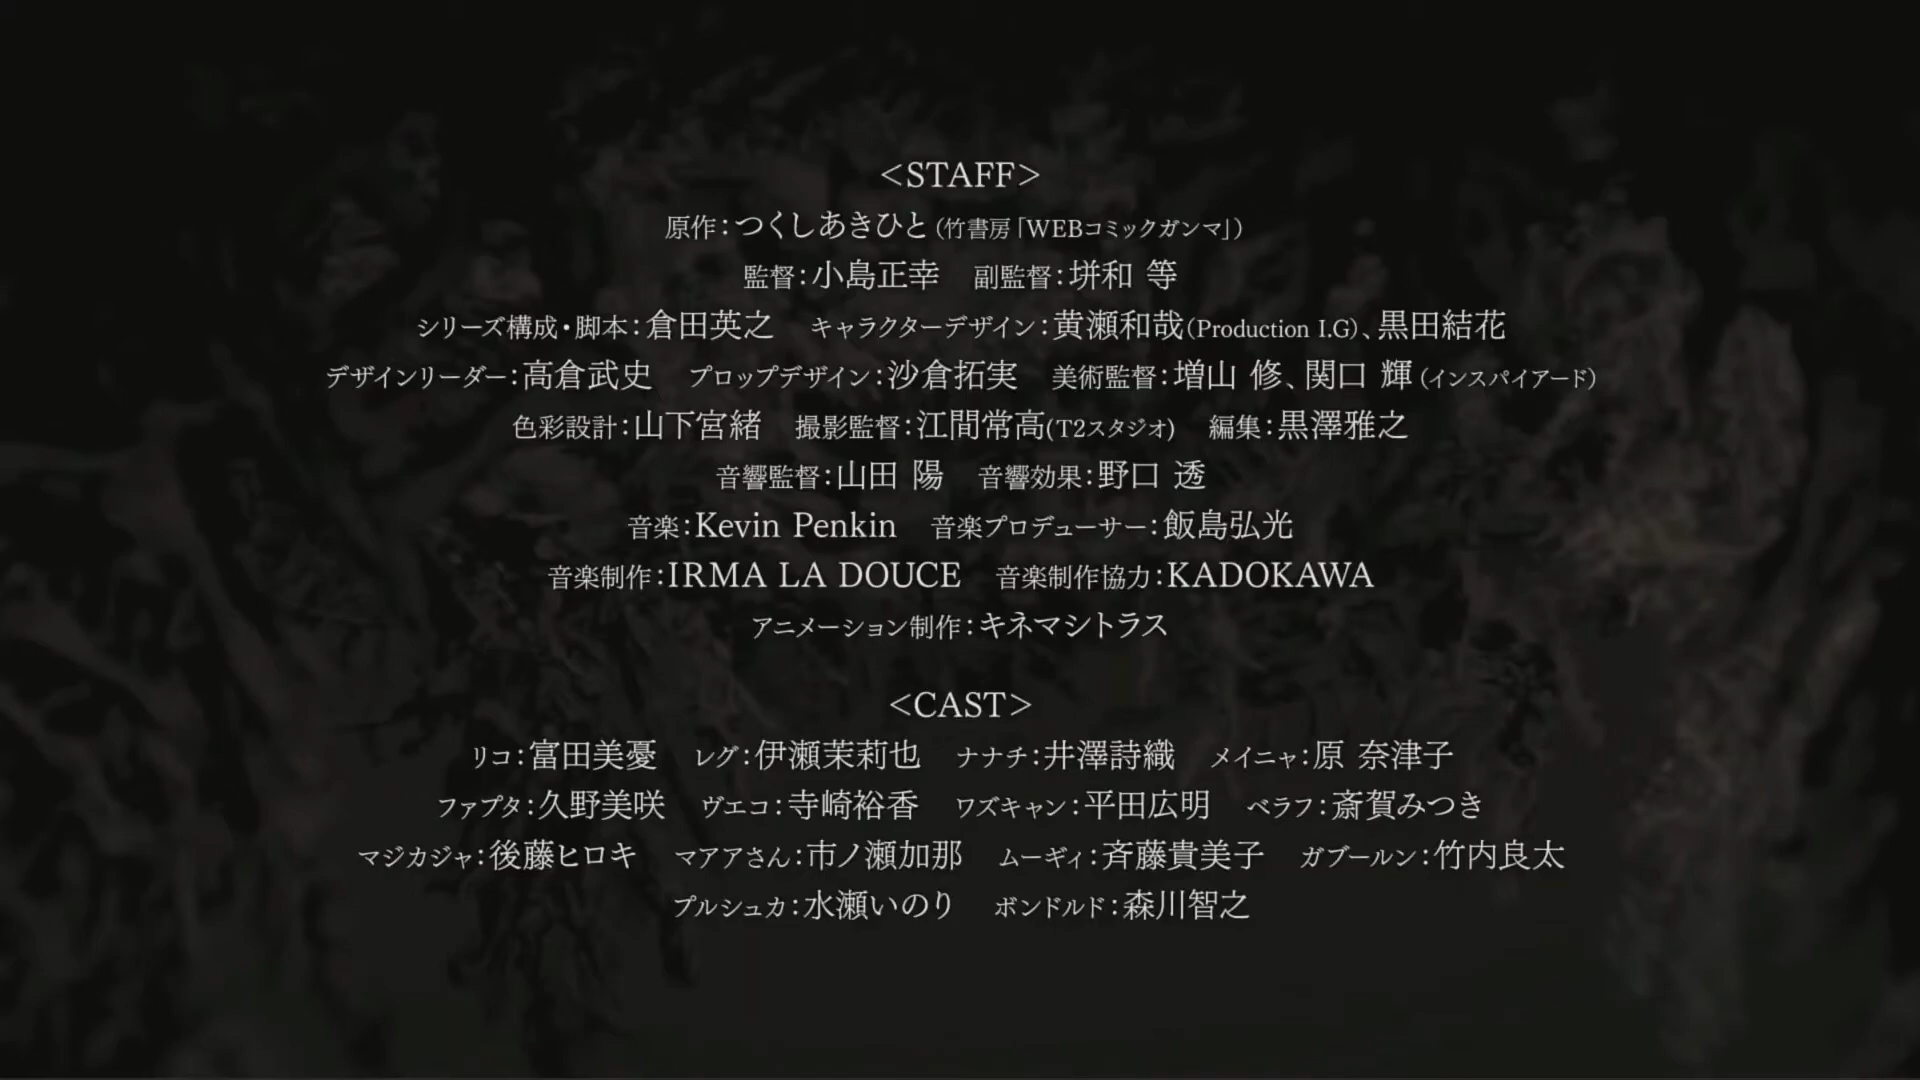 <STAFF>
原作：つくしあきひと（竹書房「WEBコミックガンマ」）
監督：小島正幸　副監督：垪和 等
シリーズ構成・脚本：倉田英之　キャラクターデザイン：黄瀬和哉（Production I.G）、黒田結花
デザインリーダー：高倉武史　プロップデザイン：沙倉拓実　美術監督：増山 修、関口 輝（インスパイアード）
色彩設計：山下宮緒　撮影監督：江間常高(T2スタジオ)　編集：黒澤雅之
音響監督：山田 陽　音響効果：野口 透
音楽：Kevin Penkin　音楽プロデューサー：飯島弘光
音楽制作：IRMA LA DOUCE　音楽制作協力：KADOKAWA
アニメーション制作：キネマシトラス
<CAST>
リコ：富田美憂　レグ：伊瀬茉莉也　ナナチ：井澤詩織　メイニャ：原 奈津子
ファプタ：久野美咲　ヴエコ：寺崎裕香　ワズキャン：平田広明　ベラフ：斎賀みつき
マジカジャ：後藤ヒロキ　マアアさん：市ノ瀬加那　ムーギィ：斉藤貴美子　ガブールン：竹内良太
プルシュカ：水瀬いのり　ボンドルド：森川智之